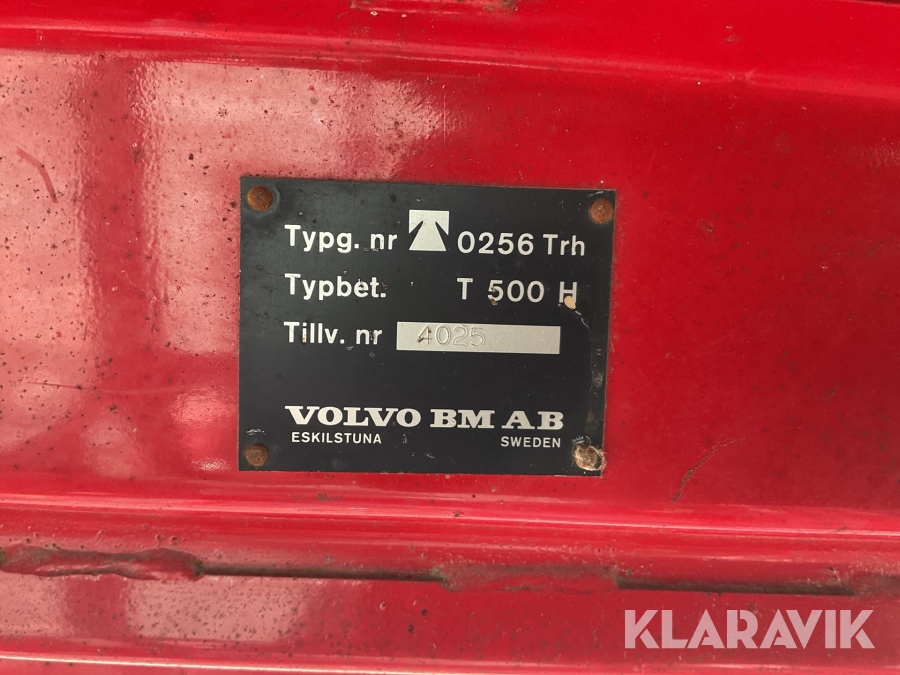 Typg. nr 0256 Trh
Typbet. T 500 H
Tillv. nr 4025
VOLVO BM AB
ESKILSTUNA SWEDEN
KLARAVIK